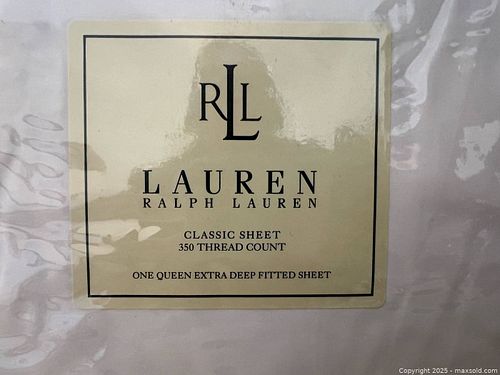 RLL
LAUREN
RALPH LAUREN
CLASSIC SHEET
350 THREAD COUNT
ONE QUEEN EXTRA DEEP FITTED SHEET
Copyright 2025 - maxsold.com